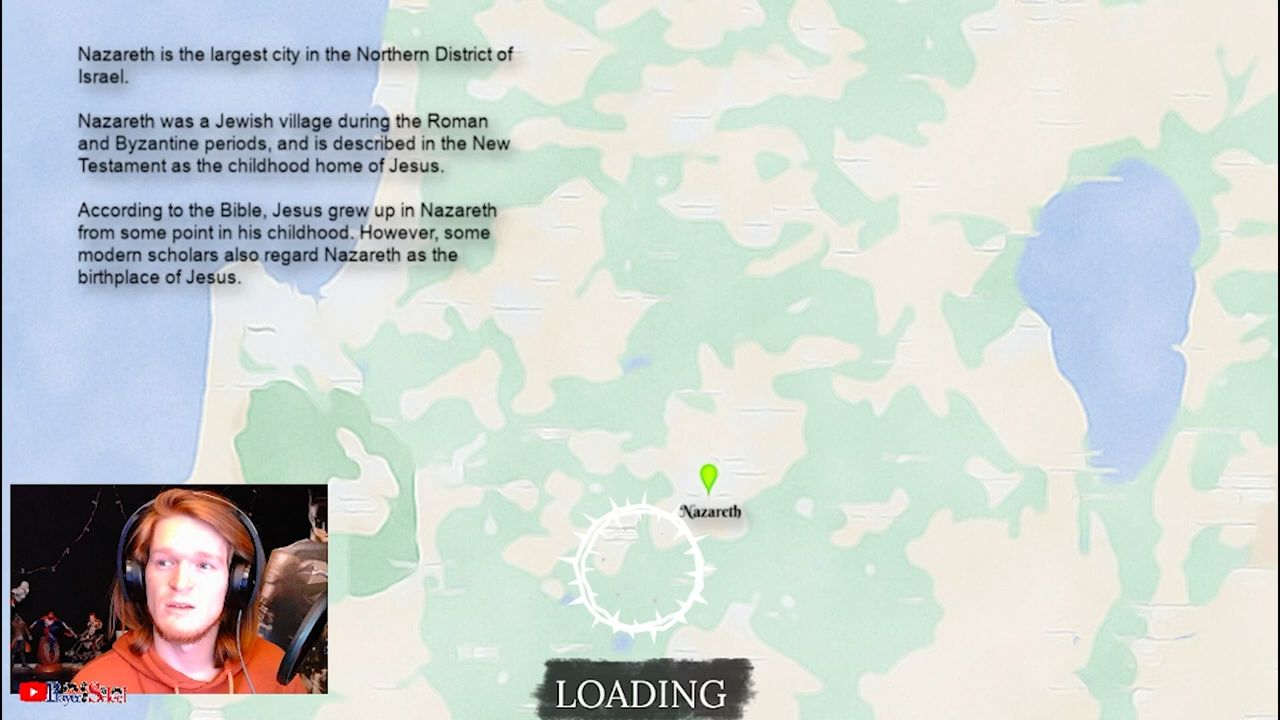 Nazareth is the largest city in the Northern District of
Israel.
Nazareth was a Jewish village during the Roman
and Byzantine periods, and is described in the New
Testament as the childhood home of Jesus.
According to the Bible, Jesus grew up in Nazareth
from some point in his childhood. However, some
modern scholars also regard Nazareth as the
birthplace of Jesus.
Nazareth
LOADING